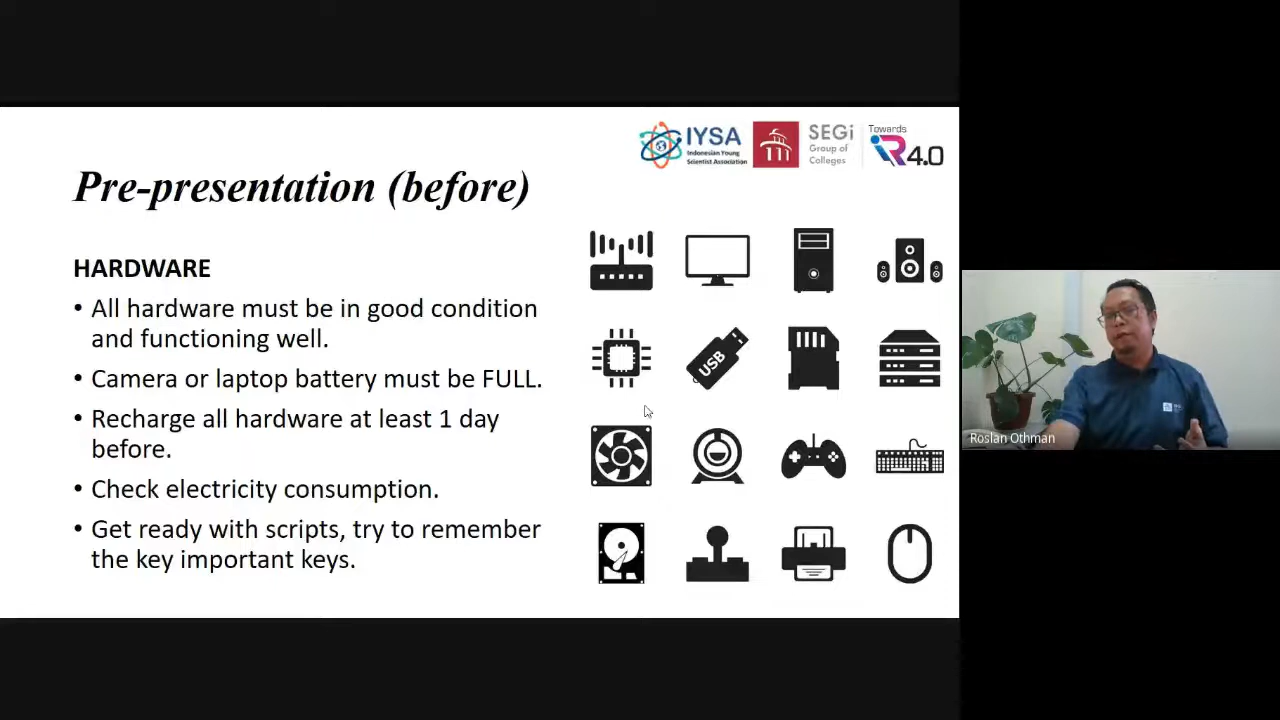 IYSA
Indonesian Young
Scientist Association
SEGi
Group of
Colleges
Towards
iR4.0
Pre-presentation (before)
HARDWARE
• All hardware must be in good condition
and functioning well.
• Camera or laptop battery must be FULL.
• Recharge all hardware at least 1 day
before.
• Check electricity consumption.
• Get ready with scripts, try to remember
the key important keys.
USB
Roslan Othman